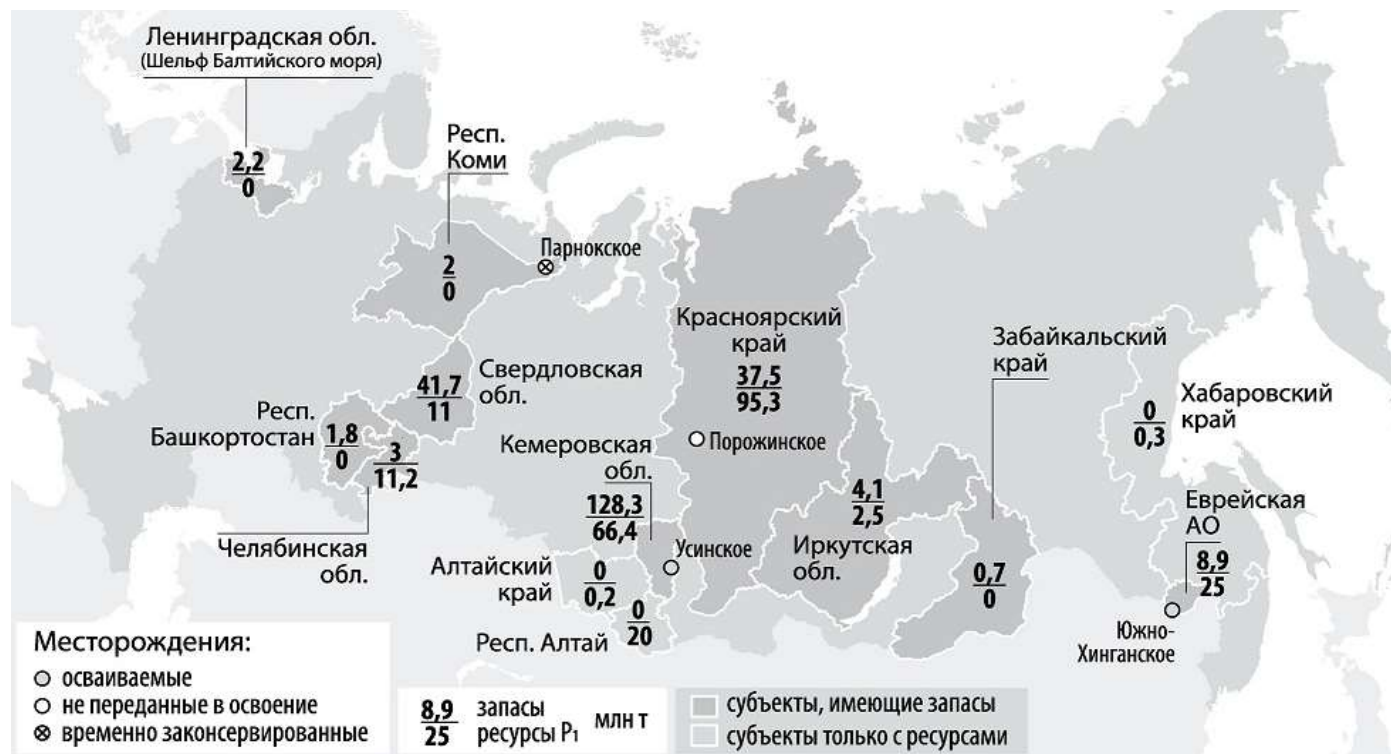 Ленинградская обл.
(Шельф Балтийского моря)
2,2
0
Респ.
Коми
2
0
Парнокское
Красноярский
край
37,5
95,3
Порожинское
Забайкальский
край
0,7
0
Хабаровский
край
0
0,3
Свердловская
обл.
41,7
11
Респ.
Башкортостан
1,8
0
3
11,2
Челябинская
обл.
Кемеровская
обл.
128,3
66,4
Усинское
Алтайский
край
0
0,2
0
20
Респ. Алтай
4,1
2,5
Иркутская
обл.
Еврейская
АО
8,9
25
Южно-
Хинганское
Месторождения:
осваиваемые
не переданные в освоение
временно законсервированные
8,9
25
запасы
ресурсы P₁
млн т
субъекты, имеющие запасы
субъекты только с ресурсами